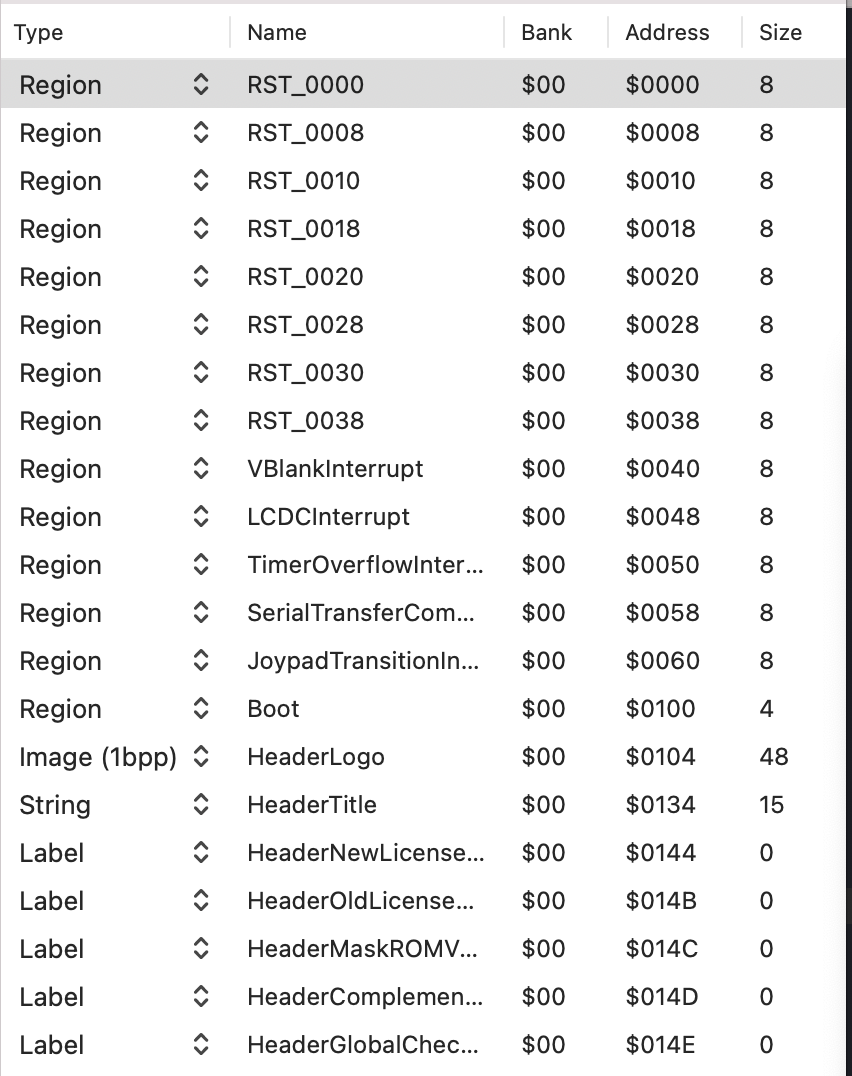 Type Name Bank Address Size
Region RST_0000 $00 $0000 8
Region RST_0008 $00 $0008 8
Region RST_0010 $00 $0010 8
Region RST_0018 $00 $0018 8
Region RST_0020 $00 $0020 8
Region RST_0028 $00 $0028 8
Region RST_0030 $00 $0030 8
Region RST_0038 $00 $0038 8
Region VBlankInterrupt $00 $0040 8
Region LCDCInterrupt $00 $0048 8
Region TimerOverflowInter... $00 $0050 8
Region SerialTransferCom... $00 $0058 8
Region JoypadTransitionIn... $00 $0060 8
Region Boot $00 $0100 4
Image (1bpp) HeaderLogo $00 $0104 48
String HeaderTitle $00 $0134 15
Label HeaderNewLicense... $00 $0144 0
Label HeaderOldLicense... $00 $014B 0
Label HeaderMaskROMV... $00 $014C 0
Label HeaderComplemen... $00 $014D 0
Label HeaderGlobalChec... $00 $014E 0